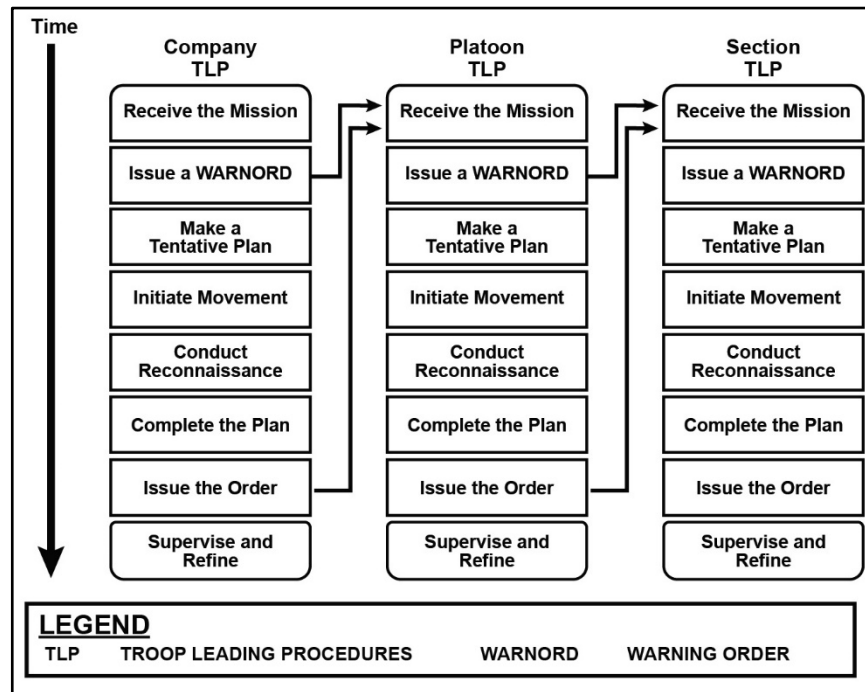 Time
Company
TLP
Receive the Mission
Issue a WARNORD
Make a
Tentative Plan
Initiate Movement
Conduct
Reconnaissance
Complete the Plan
Issue the Order
Supervise and
Refine
Platoon
TLP
Receive the Mission
Issue a WARNORD
Make a
Tentative Plan
Initiate Movement
Conduct
Reconnaissance
Complete the Plan
Issue the Order
Supervise and
Refine
Section
TLP
Receive the Mission
Issue a WARNORD
Make a
Tentative Plan
Initiate Movement
Conduct
Reconnaissance
Complete the Plan
Issue the Order
Supervise and
Refine
LEGEND
TLP TROOP LEADING PROCEDURES WARNORD WARNING ORDER